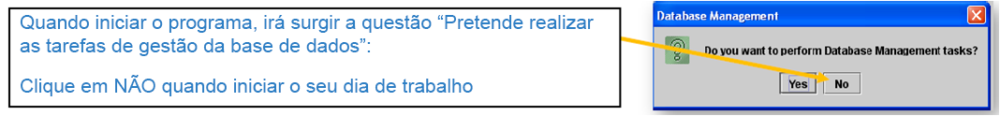 Quando iniciar o programa, irá surgir a questão “Pretende realizar
as tarefas de gestão da base de dados”:
Clique em NÃO quando iniciar o seu dia de trabalho
Database Management
Do you want to perform Database Management tasks?
Yes
No